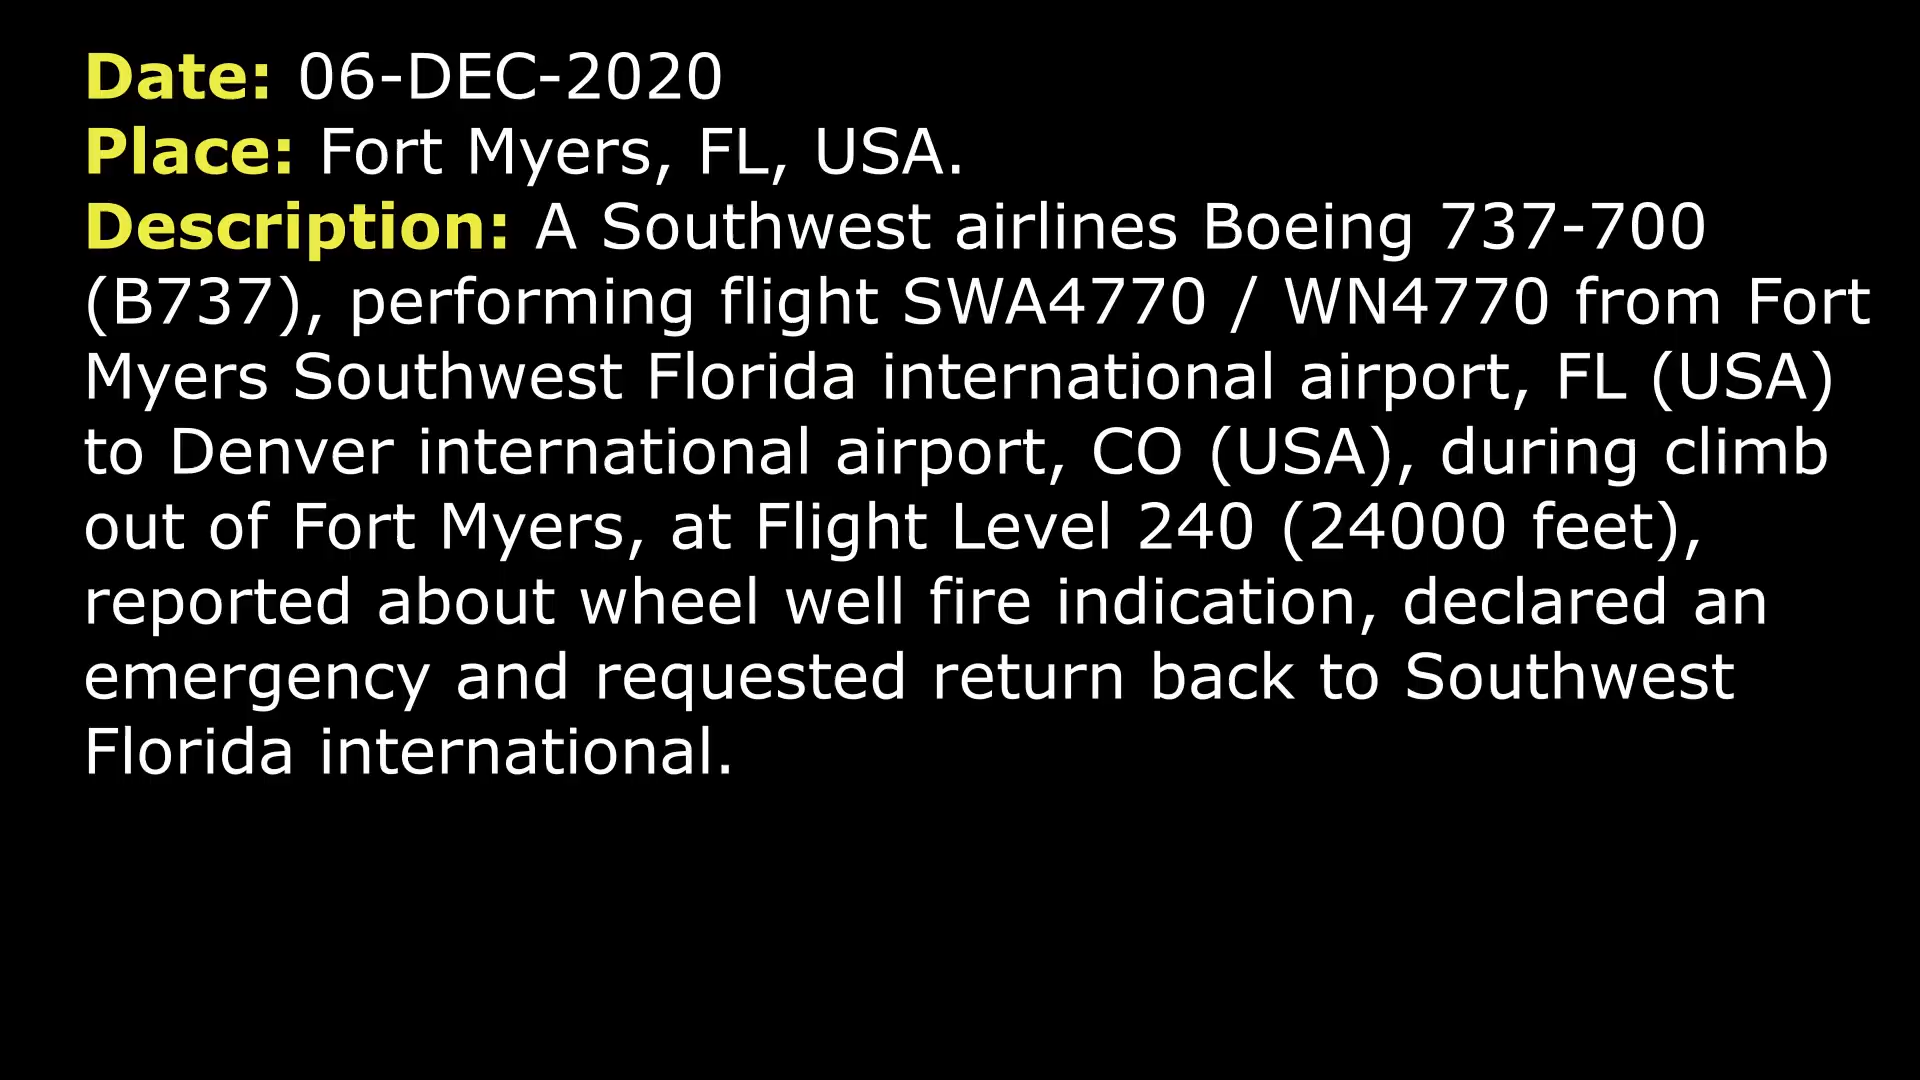 Date: 06-DEC-2020
Place: Fort Myers, FL, USA.
Description: A Southwest airlines Boeing 737-700
(B737), performing flight SWA4770 / WN4770 from Fort
Myers Southwest Florida international airport, FL (USA)
to Denver international airport, CO (USA), during climb
out of Fort Myers, at Flight Level 240 (24000 feet),
reported about wheel well fire indication, declared an
emergency and requested return back to Southwest
Florida international.